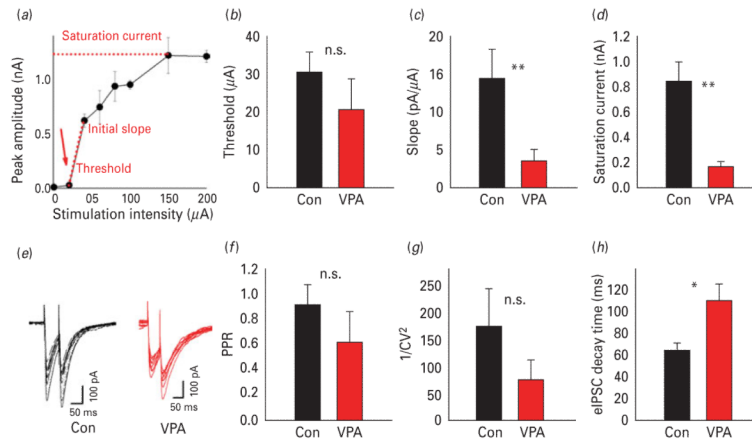 (a)
Saturation current
Peak amplitude (nA)
1.0
0.5
0.0
Initial slope
Threshold
0 05 100 150 200
Stimulation intensity (μA)
(b)
Threshold (μA)
40
30
20
10
0
n.s.
Con VPA
(c)
Slope (pA/μA)
20
16
15
10
5
0
**
Con VPA
(d)
Saturation current (nA)
1.2
1.0
0.8
0.6
0.4
0.2
0.0
**
Con VPA
(e)
100 pA
50 ms
Con
100 pA
50 ms
VPA
(f)
PPR
1.2
1.0
1.2
0.8
0.6
0.4
0.2
0.0
n.s.
Con VPA
(g)
1/CV²
250
200
150
100
50
0
n.s.
Con VPA
(h)
eIPSC decay time (ms)
120
100
80
60
40
20
0
*
Con VPA